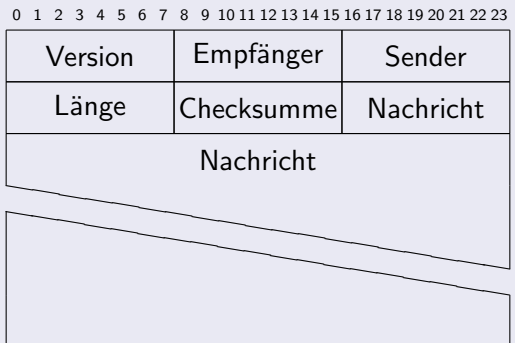 0 1 2 3 4 5 6 7 8 9 10 11 12 13 14 15 16 17 18 19 20 21 22 23
Version Empfänger Sender
Länge Checksumme Nachricht
Nachricht